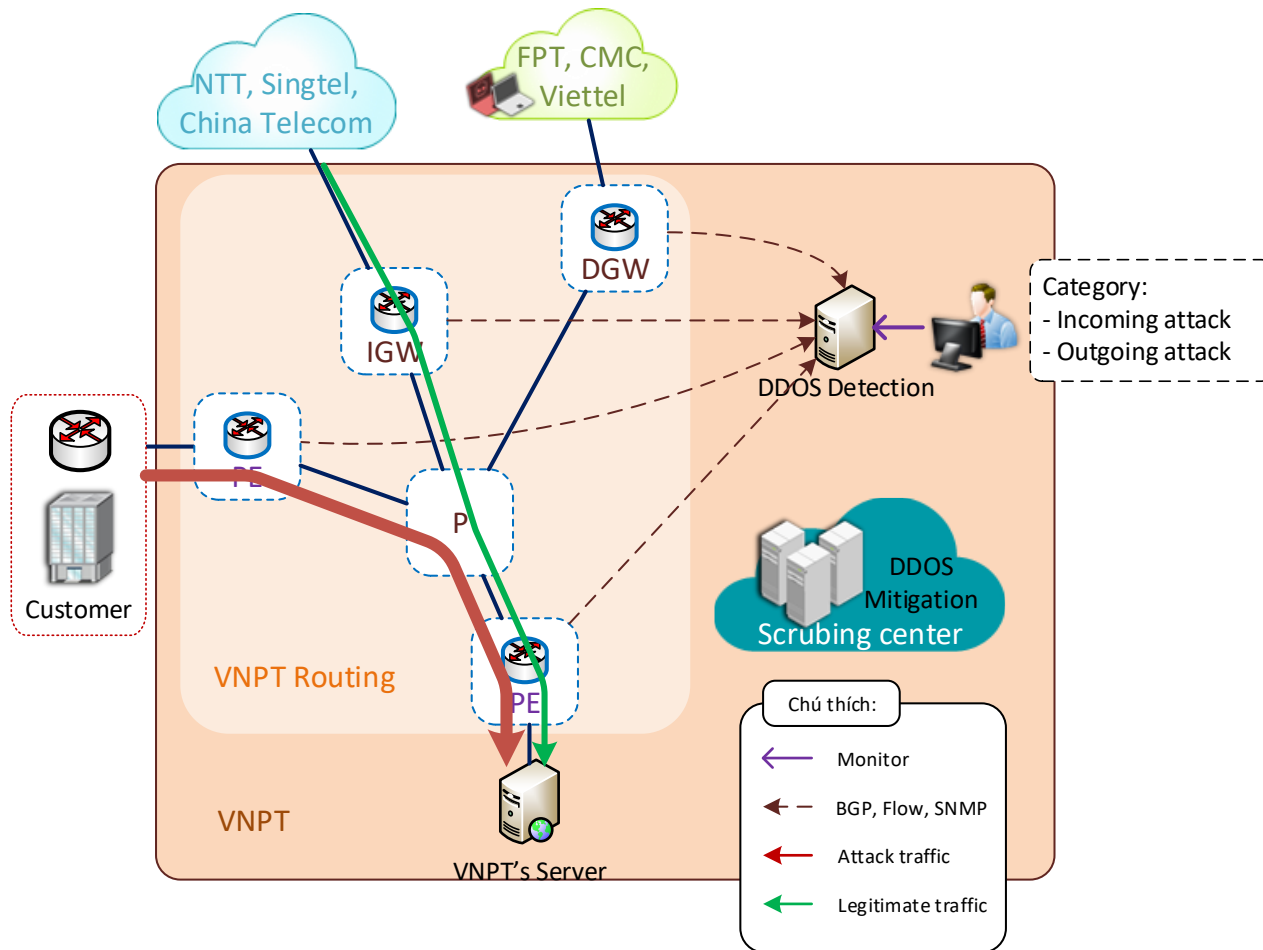 NTT, Singtel,
China Telecom
FPT, CMC,
Viettel
DGW
IGW
PE
P
PE
Customer
VNPT Routing
VNPT
VNPT's Server
DDOS Detection
Category:
- Incoming attack
- Outgoing attack
DDOS
Mitigation
Scrubing center
Chú thích:
Monitor
BGP, Flow, SNMP
Attack traffic
Legitimate traffic